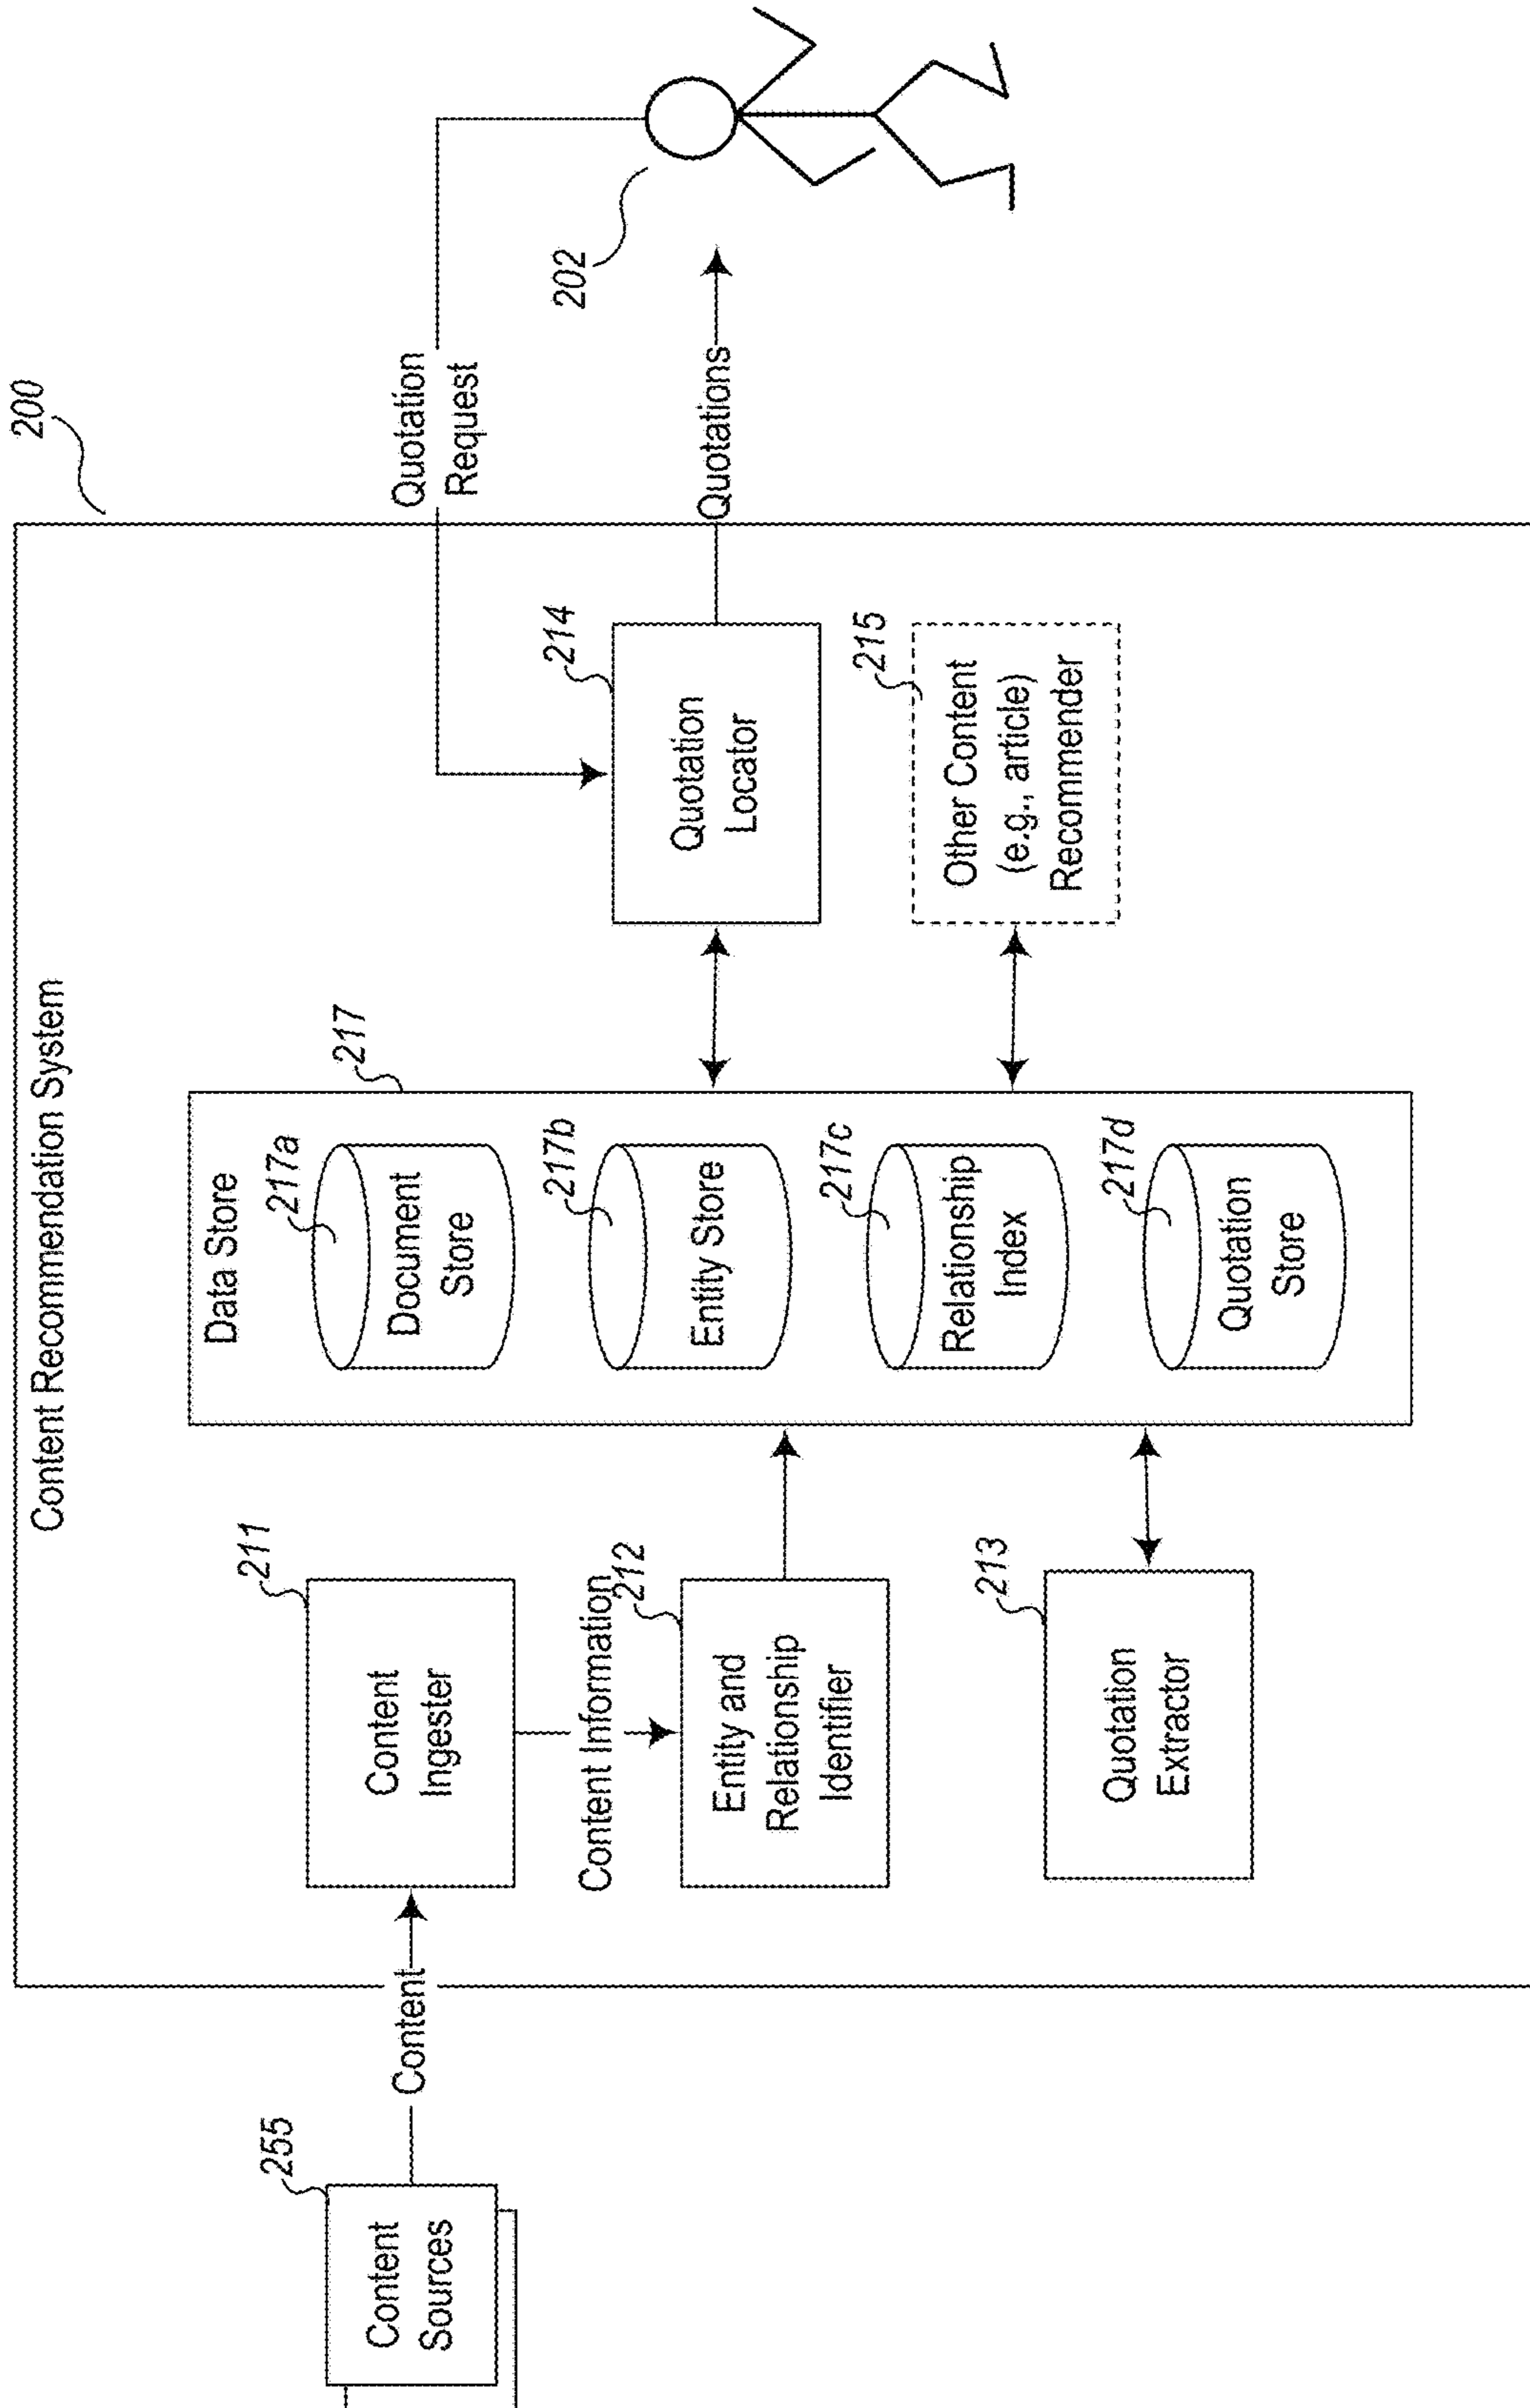 200
Content Recommendation System
255
Content
Sources
Content
211
Content
Ingester
Content Information
212
Entity and
Relationship
Identifier
213
Quotation
Extractor
217
Data Store
217a
Document
Store
217b
Entity Store
217c
Relationship
Index
217d
Quotation
Store
214
Quotation
Locator
215
Other Content
(e.g., article)
Recommender
Quotation
Request
Quotations
202